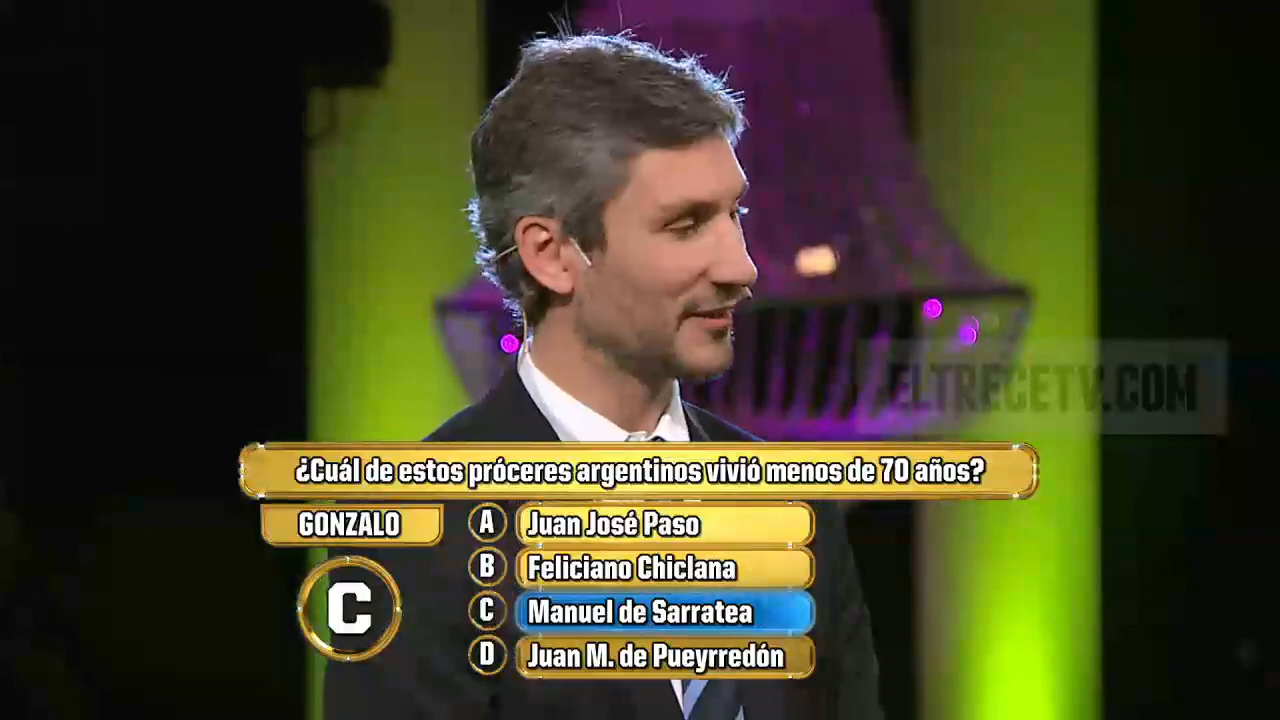 ELTRECETV.COM
¿Cuál de estos próceres argentinos vivió menos de 70 años?
GONZALO
C
A Juan José Paso
B Feliciano Chiclana
C Manuel de Sarratea
D Juan M. de Pueyrredón